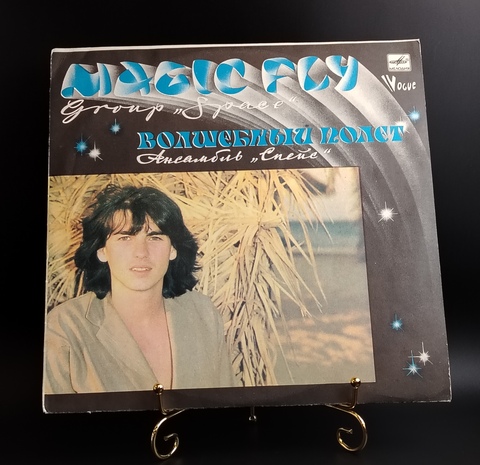 MAGIC FLY
Group „Space"
ВОЛШЕБНЫЙ ПОЛЕТ
Ансамбль „Спейс"
Vogue